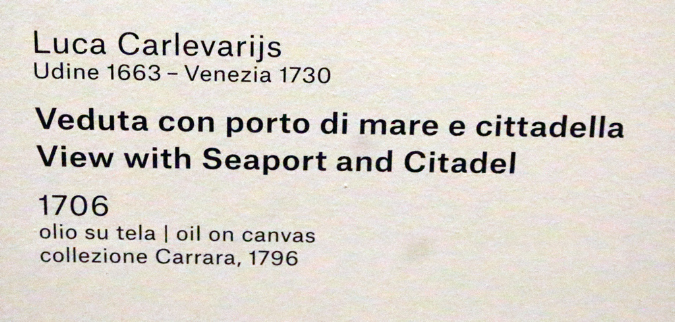 Luca Carlevarijs
Udine 1663 – Venezia 1730
Veduta con porto di mare e cittadella
View with Seaport and Citadel
1706
olio su tela | oil on canvas
collezione Carrara, 1796